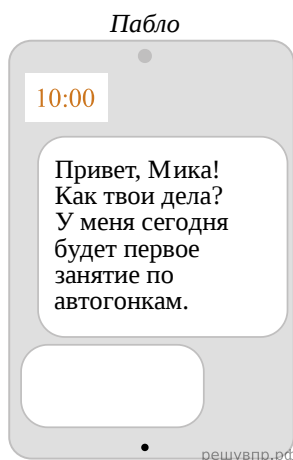 Пабло
10:00
Привет, Мика!
Как твои дела?
У меня сегодня
будет первое
занятие по
автогонкам.
решувпр.рф